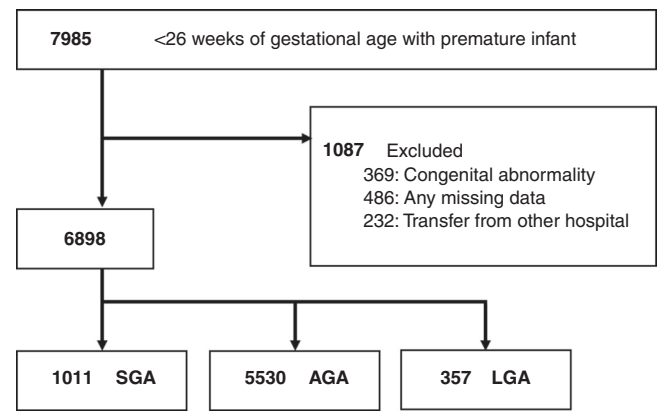 7985 <26 weeks of gestational age with premature infant
1087 Excluded
369: Congenital abnormality
486: Any missing data
232: Transfer from other hospital
6898
1011 SGA
5530 AGA
357 LGA